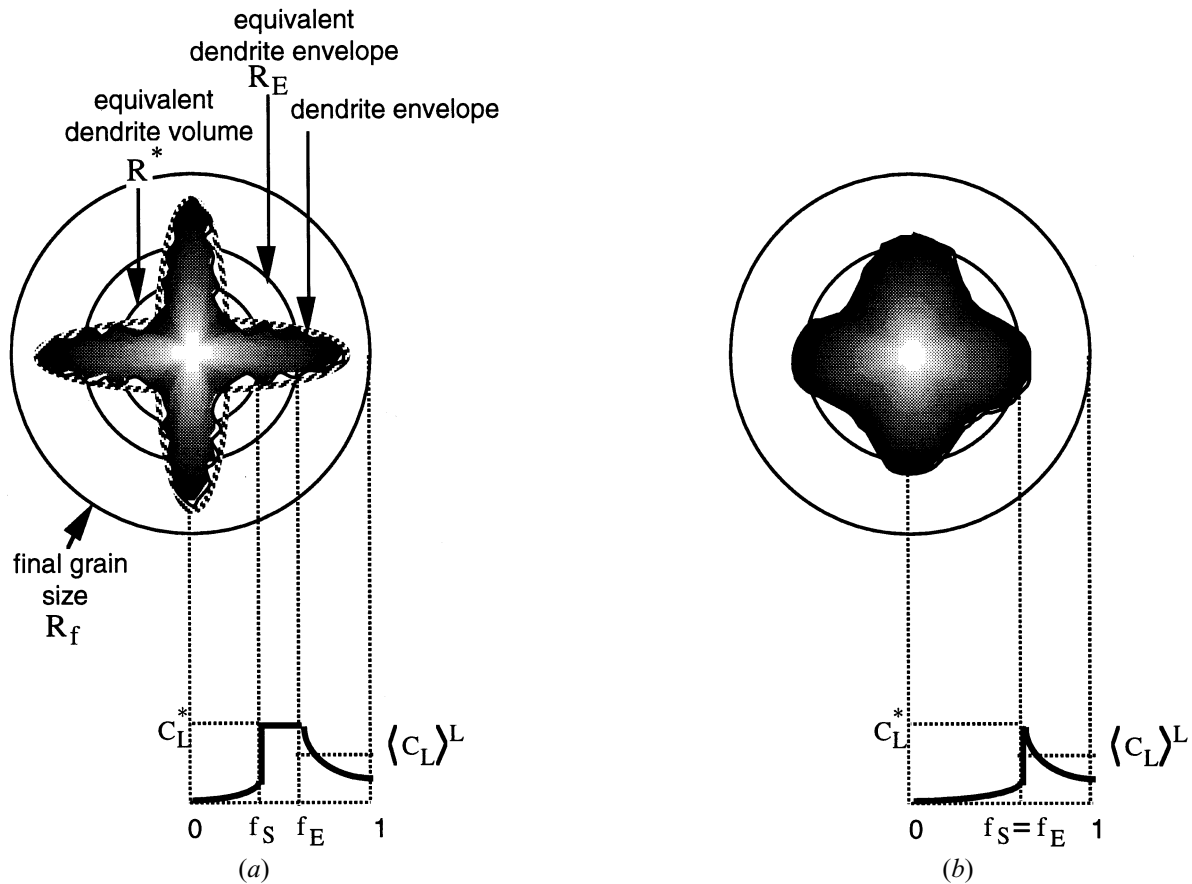 equivalent
dendrite envelope
R_E
equivalent
dendrite volume
R*
dendrite envelope
final grain
size
R_f
C_L^*
⟨C_L⟩^L
0
f_S
f_E
1
(a)
C_L^*
⟨C_L⟩^L
0
f_S = f_E
1
(b)